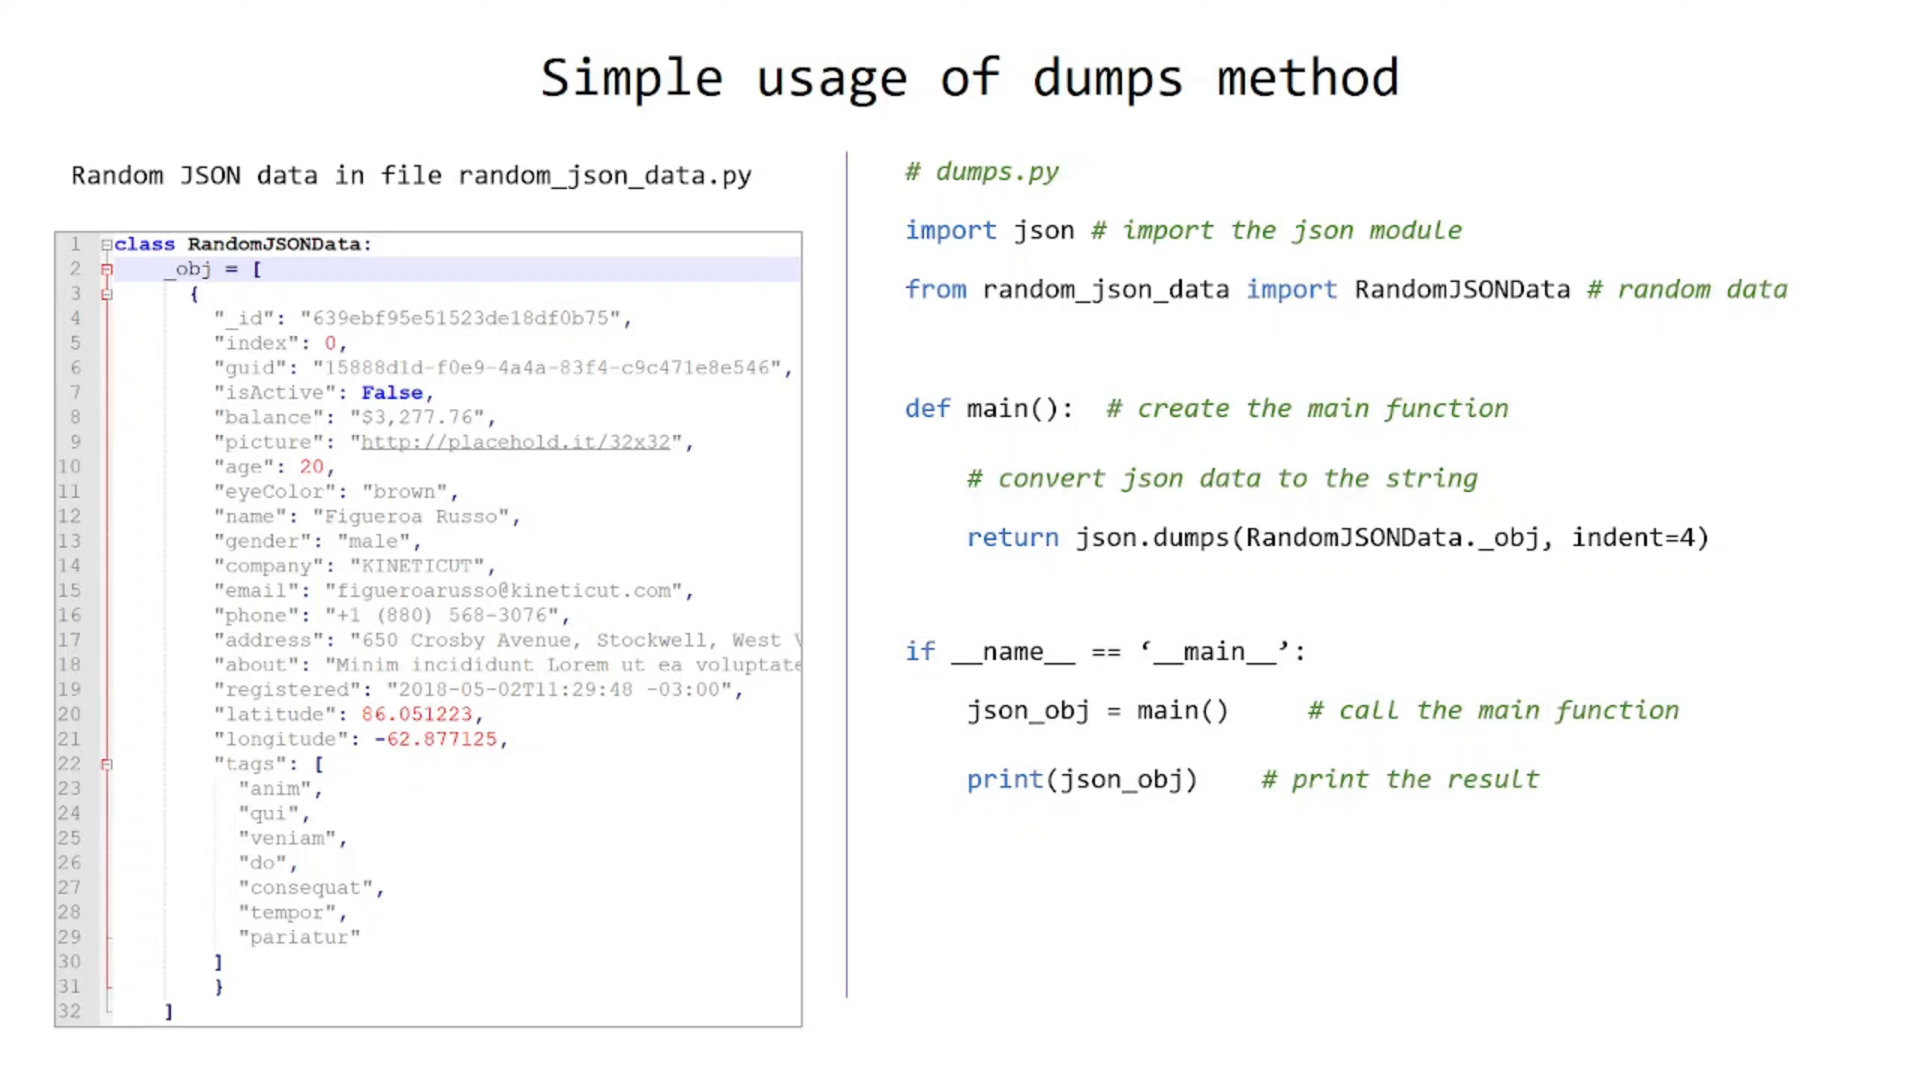 Simple usage of dumps method
Random JSON data in file random_json_data.py
1 class RandomJSONData:
2 _obj = [
3 {
4 "_id": "639ebf95e51523de18df0b75",
5 "index": 0,
6 "guid": "15888d1d-f0e9-4a4a-83f4-c9c471e8e546",
7 "isActive": False,
8 "balance": "$3,277.76",
9 "picture": "http://placehold.it/32x32",
10 "age": 20,
11 "eyeColor": "brown",
12 "name": "Figueroa Russo",
13 "gender": "male",
14 "company": "KINETICUT",
15 "email": "figueroarusso@kineticut.com",
16 "phone": "+1 (880) 568-3076",
17 "address": "650 Crosby Avenue, Stockwell, West
18 "about": "Minim incididunt Lorem ut ea voluptate
19 "registered": "2018-05-02T11:29:48 -03:00",
20 "latitude": 86.051223,
21 "longitude": -62.877125,
22 "tags": [
23 "anim",
24 "qui",
25 "veniam",
26 "do",
27 "consequat",
28 "tempor",
29 "pariatur"
30 ]
31 }
32 ]
# dumps.py
import json # import the json module
from random_json_data import RandomJSONData # random data
def main(): # create the main function
# convert json data to the string
return json.dumps(RandomJSONData._obj, indent=4)
if __name__ == ‘__main__’:
json_obj = main() # call the main function
print(json_obj) # print the result